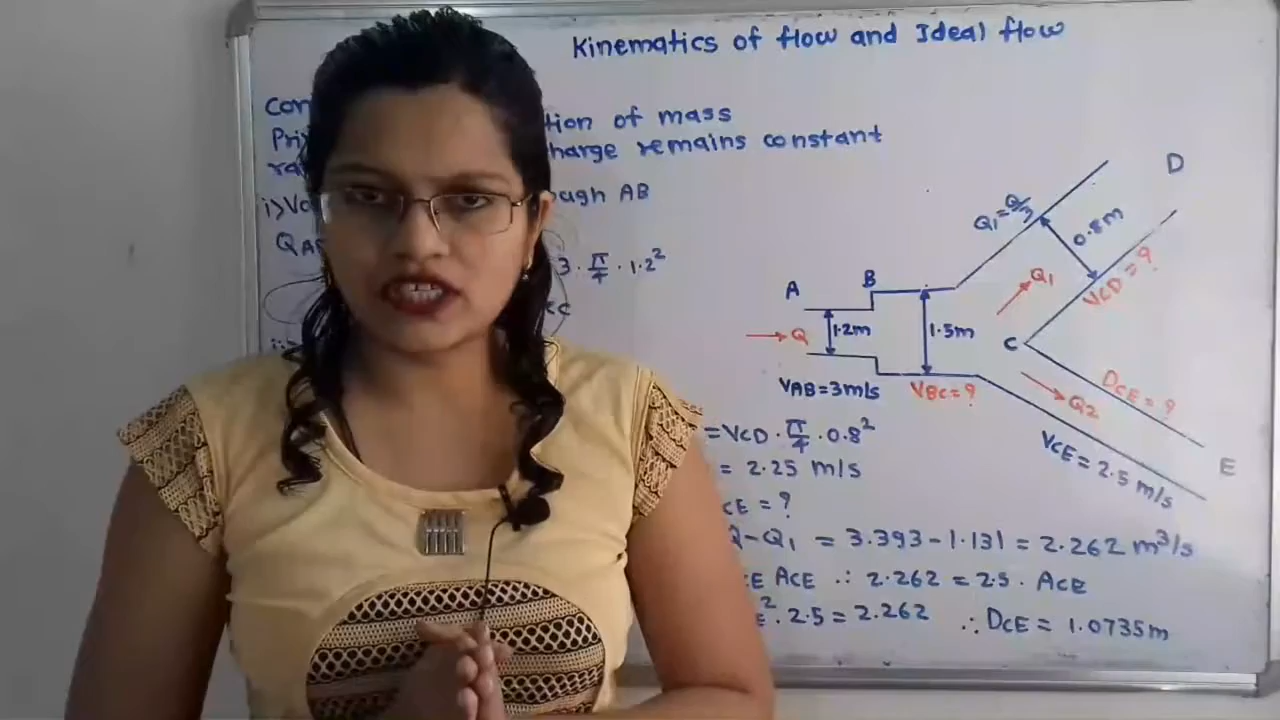 Kinematics of flow and Ideal flow
tion of mass
harge remains constant
ough AB
3 · π/4 · 1.2²
i)
= VCD · π/4 · 0.8²
= 2.25 m/s
CE = ?
Q-Q1 = 3.393 - 1.131 = 2.262 m³/s
CE ACE ∴ 2.262 = 2.5 · ACE
² · 2.5 = 2.262 ∴ DCE = 1.0735m
D
Q1 = Q/3
0.8m
Q1
VCD = ?
A
B
Q
1.2m
1.5m
C
VAB = 3m/s
VBC = ?
DCE = ?
Q2
VCE = 2.5 m/s
E